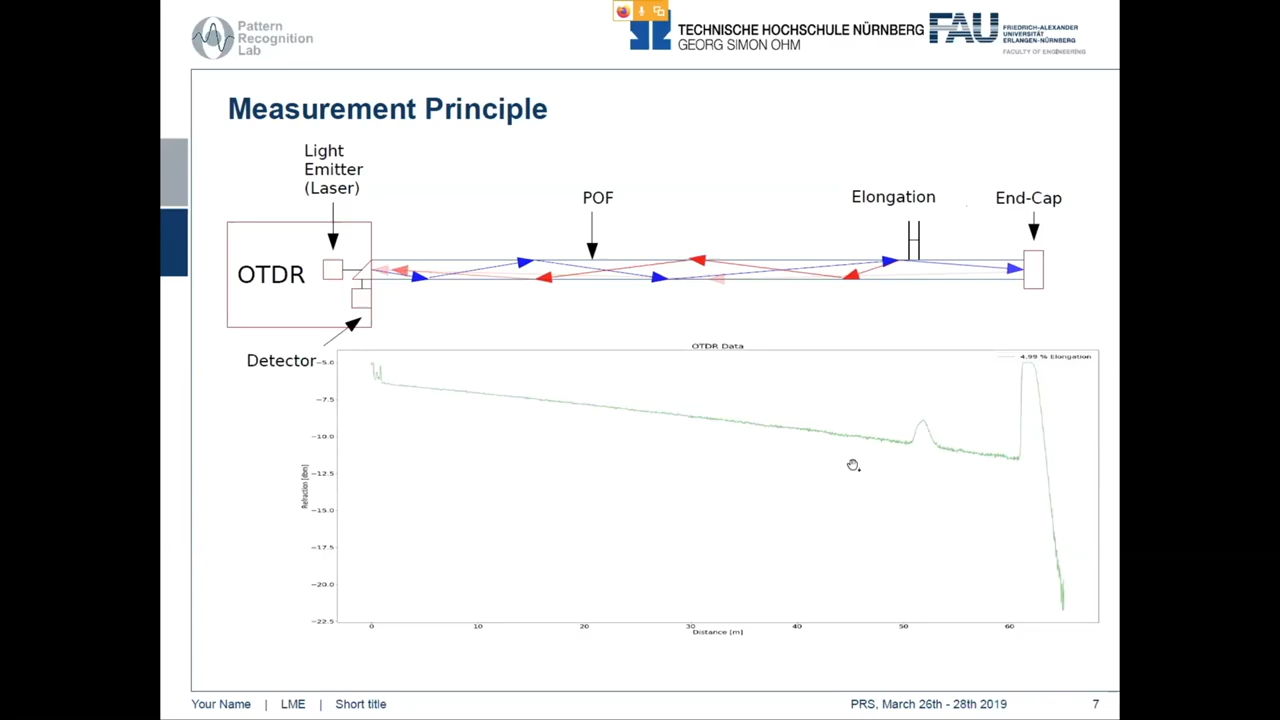 Pattern
Recognition
Lab
TECHNISCHE HOCHSCHULE NÜRNBERG
GEORG SIMON OHM
FAU
FRIEDRICH-ALEXANDER
UNIVERSITÄT
ERLANGEN-NÜRNBERG
FACULTY OF ENGINEERING
Measurement Principle
Light
Emitter
(Laser)
POF
Elongation
End-Cap
OTDR
Detector
OTDR Data
4.99 % Elongation
−5.0
−7.5
−10.0
−12.5
−15.0
−17.5
−20.0
−22.5
Refraction [dbm]
0 10 20 30 40 50 60
Distance [m]
Your Name | LME | Short title PRS, March 26th - 28th 2019 7